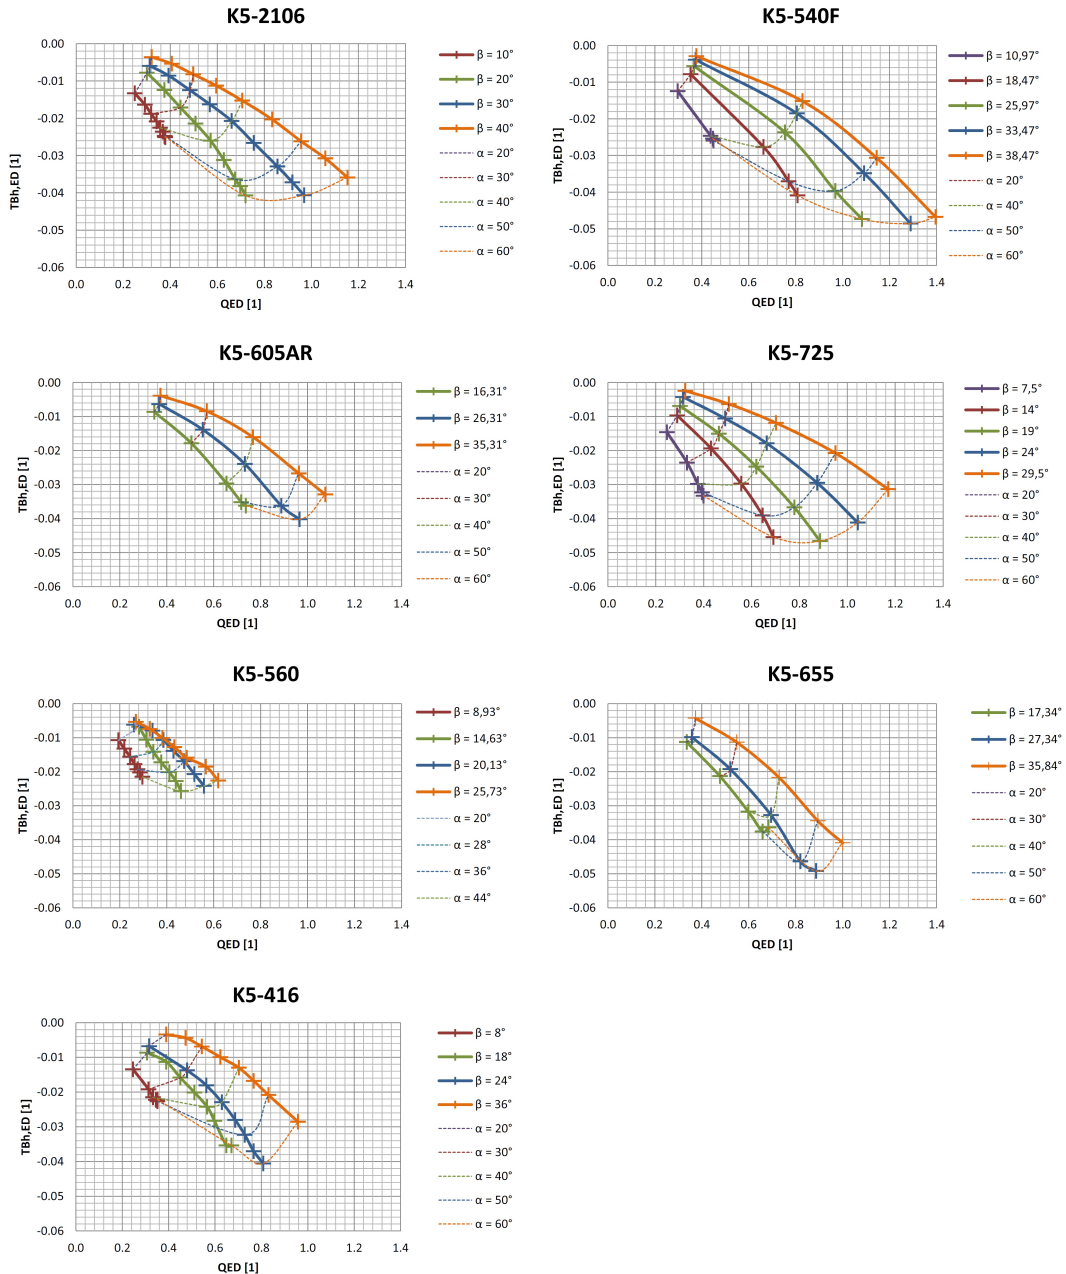 K5-2106
0.00
-0.01
-0.02
-0.03
-0.04
-0.05
-0.06
TBh,ED [1]
0.0 0.2 0.4 0.6 0.8 1.0 1.2 1.4
QED [1]
β = 10°
β = 20°
β = 30°
β = 40°
α = 20°
α = 30°
α = 40°
α = 50°
α = 60°
K5-540F
0.00
-0.01
-0.02
-0.03
-0.04
-0.05
-0.06
TBh,ED [1]
0.0 0.2 0.4 0.6 0.8 1.0 1.2 1.4
QED [1]
β = 10,97°
β = 18,47°
β = 25,97°
β = 33,47°
β = 38,47°
α = 20°
α = 40°
α = 50°
α = 60°
K5-605AR
0.00
-0.01
-0.02
-0.03
-0.04
-0.05
-0.06
TBh,ED [1]
0.0 0.2 0.4 0.6 0.8 1.0 1.2 1.4
QED [1]
β = 16,31°
β = 26,31°
β = 35,31°
α = 20°
α = 30°
α = 40°
α = 50°
α = 60°
K5-725
0.00
-0.01
-0.02
-0.03
-0.04
-0.05
-0.06
TBh,ED [1]
0.0 0.2 0.4 0.6 0.8 1.0 1.2 1.4
QED [1]
β = 7,5°
β = 14°
β = 19°
β = 24°
β = 29,5°
α = 20°
α = 30°
α = 40°
α = 50°
α = 60°
K5-560
0.00
-0.01
-0.02
-0.03
-0.04
-0.05
-0.06
TBh,ED [1]
0.0 0.2 0.4 0.6 0.8 1.0 1.2 1.4
QED [1]
β = 8,93°
β = 14,63°
β = 20,13°
β = 25,73°
α = 20°
α = 28°
α = 36°
α = 44°
K5-655
0.00
-0.01
-0.02
-0.03
-0.04
-0.05
-0.06
TBh,ED [1]
0.0 0.2 0.4 0.6 0.8 1.0 1.2 1.4
QED [1]
β = 17,34°
β = 27,34°
β = 35,84°
α = 20°
α = 30°
α = 40°
α = 50°
α = 60°
K5-416
0.00
-0.01
-0.02
-0.03
-0.04
-0.05
-0.06
TBh,ED [1]
0.0 0.2 0.4 0.6 0.8 1.0 1.2 1.4
QED [1]
β = 8°
β = 18°
β = 24°
β = 36°
α = 20°
α = 30°
α = 40°
α = 50°
α = 60°